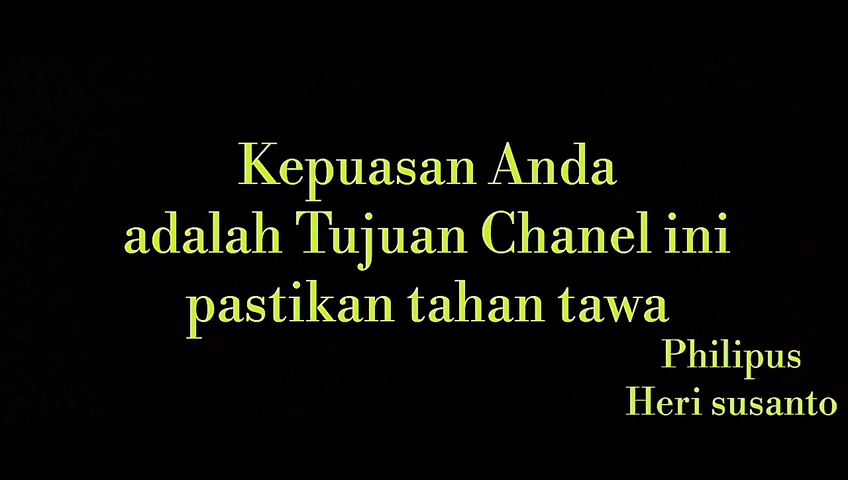 Kepuasan Anda
adalah Tujuan Chanel ini
pastikan tahan tawa
Philipus
Heri susanto